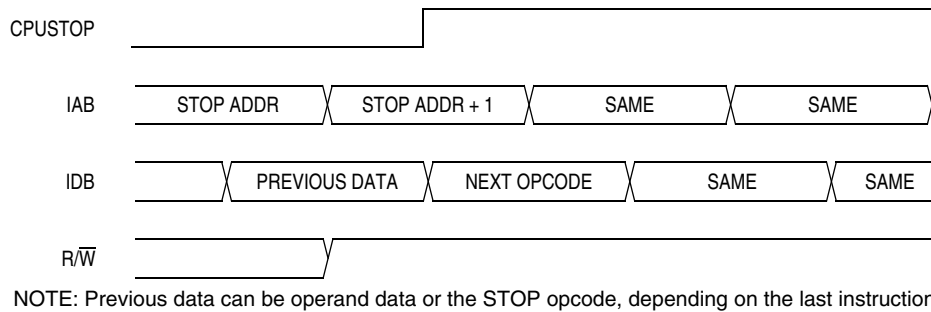 CPUSTOP
IAB STOP ADDR STOP ADDR + 1 SAME SAME
IDB PREVIOUS DATA NEXT OPCODE SAME SAME
R/W̅
NOTE: Previous data can be operand data or the STOP opcode, depending on the last instruction